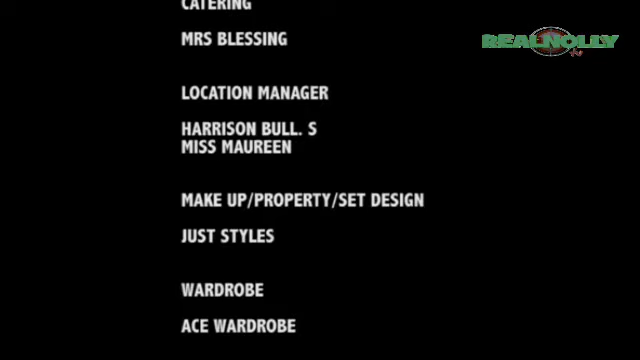 CATERING
MRS BLESSING
REALNOLLY
LOCATION MANAGER
HARRISON BULL. S
MISS MAUREEN
MAKE UP/PROPERTY/SET DESIGN
JUST STYLES
WARDROBE
ACE WARDROBE